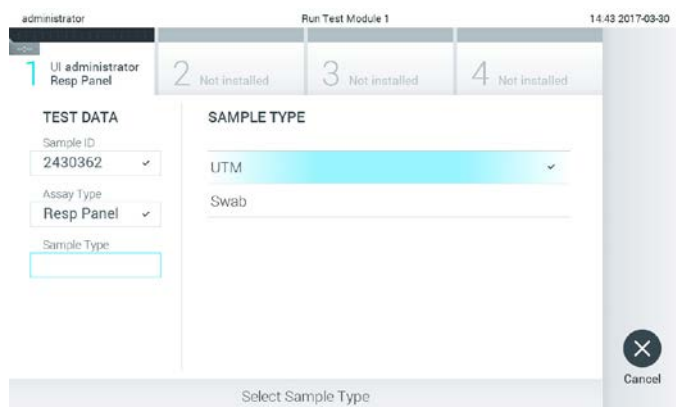 administrator Run Test Module 1 14.43 2017-03-30
1 UI administrator
Resp Panel
2 Not installed
3 Not installed
4 Not installed
TEST DATA
Sample ID
2430362
Assay Type
Resp Panel
Sample Type
SAMPLE TYPE
UTM
Swab
Cancel
Select Sample Type